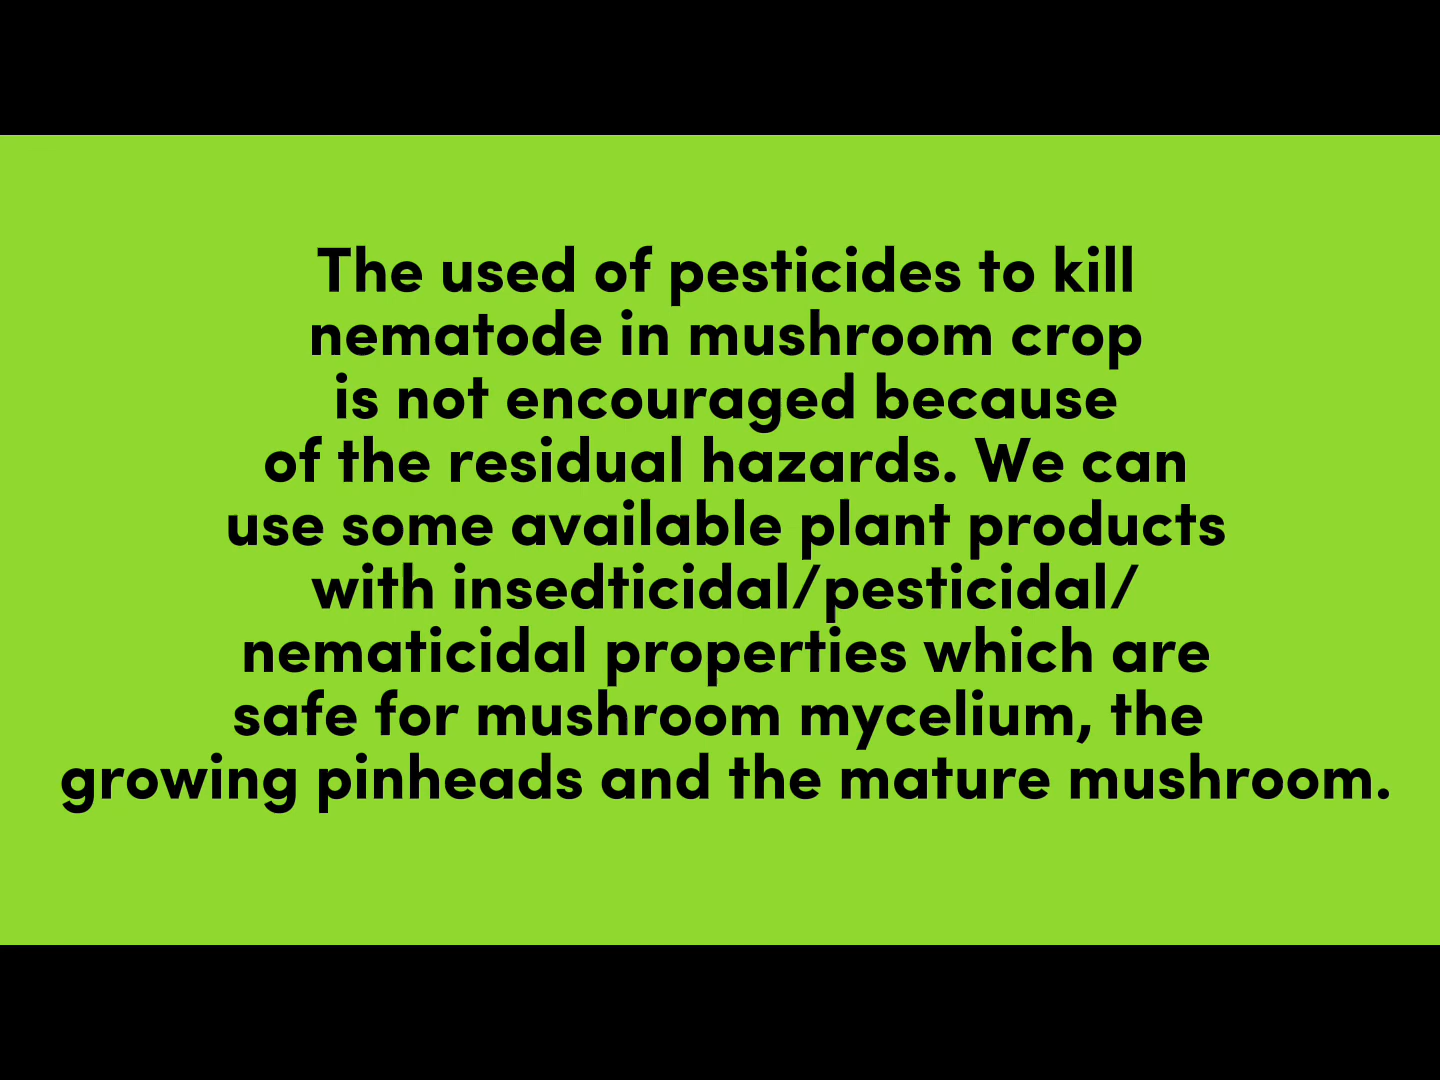 The used of pesticides to kill
nematode in mushroom crop
is not encouraged because
of the residual hazards. We can
use some available plant products
with insedticidal/pesticidal/
nematicidal properties which are
safe for mushroom mycelium, the
growing pinheads and the mature mushroom.